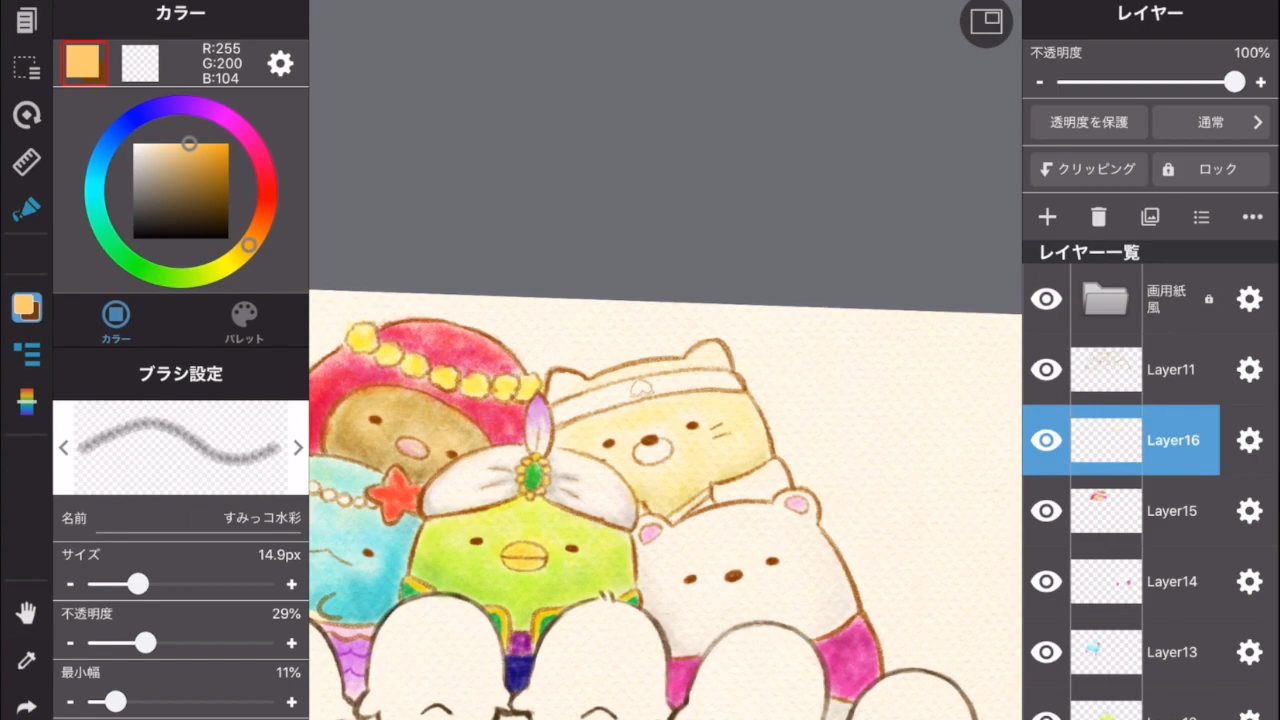 カラー
R:255
G:200
B:104
カラー
パレット
ブラシ設定
名前 すみっコ水彩
サイズ 14.9px
- +
不透明度 29%
- +
最小幅 11%
- +
レイヤー
不透明度 100%
- +
透明度を保護 通常
クリッピング ロック
レイヤー一覧
画用紙
風
Layer11
Layer16
Layer15
Layer14
Layer13